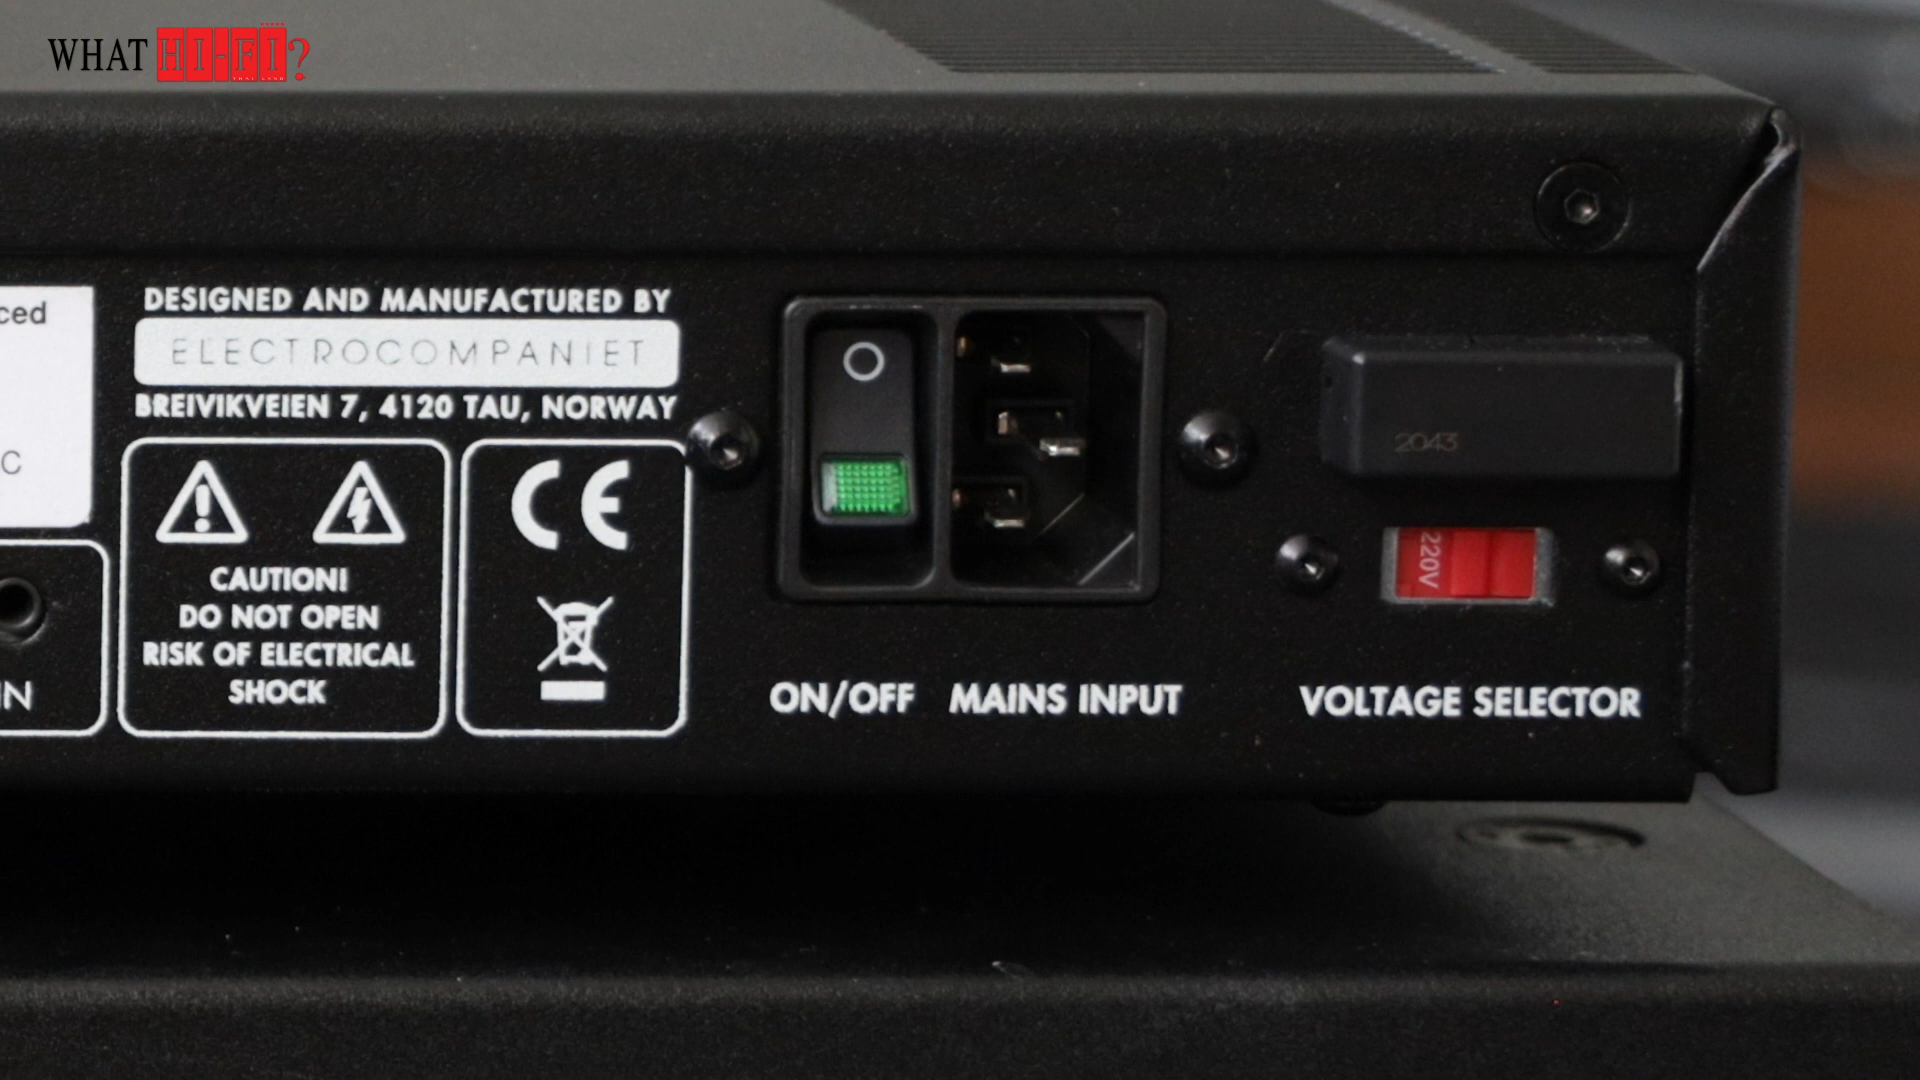 WHAT HI-FI?
THAILAND
ced
C
IN
DESIGNED AND MANUFACTURED BY
ELECTROCOMPANIET
BREIVIKVEIEN 7, 4120 TAU, NORWAY
CAUTION!
DO NOT OPEN
RISK OF ELECTRICAL
SHOCK
CE
ON/OFF
MAINS INPUT
2043
220V
VOLTAGE SELECTOR